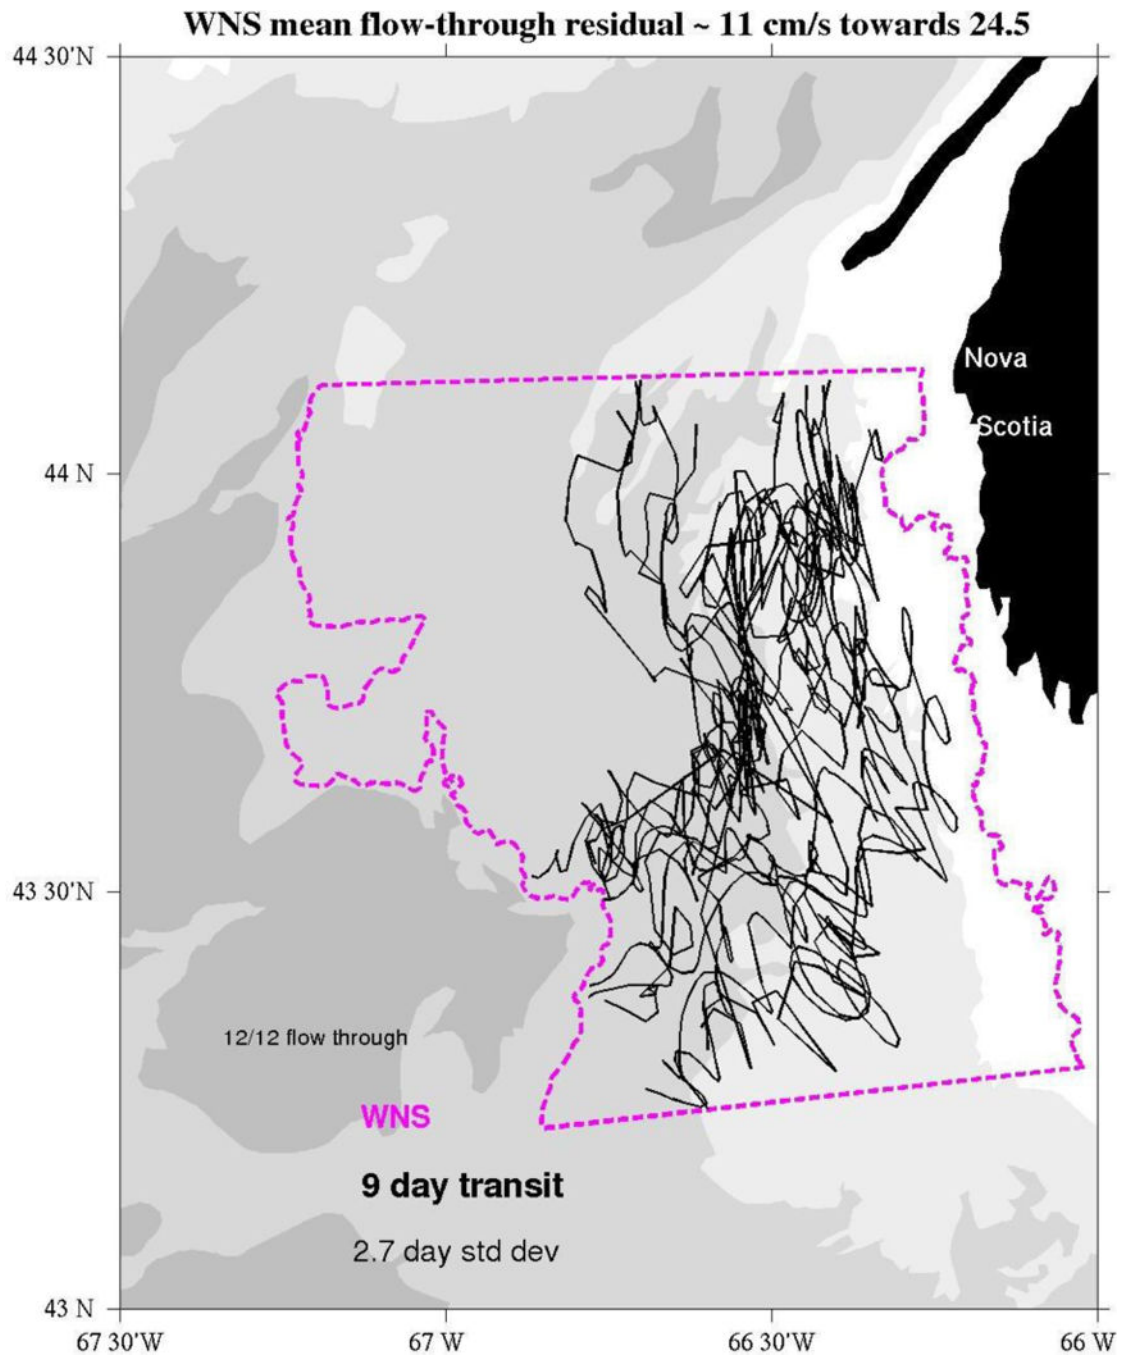 WNS mean flow-through residual ~ 11 cm/s towards 24.5
44 30'N
Nova
Scotia
44 N
43 30'N
12/12 flow through
WNS
9 day transit
2.7 day std dev
43 N
67 30'W
67 W
66 30'W
66 W